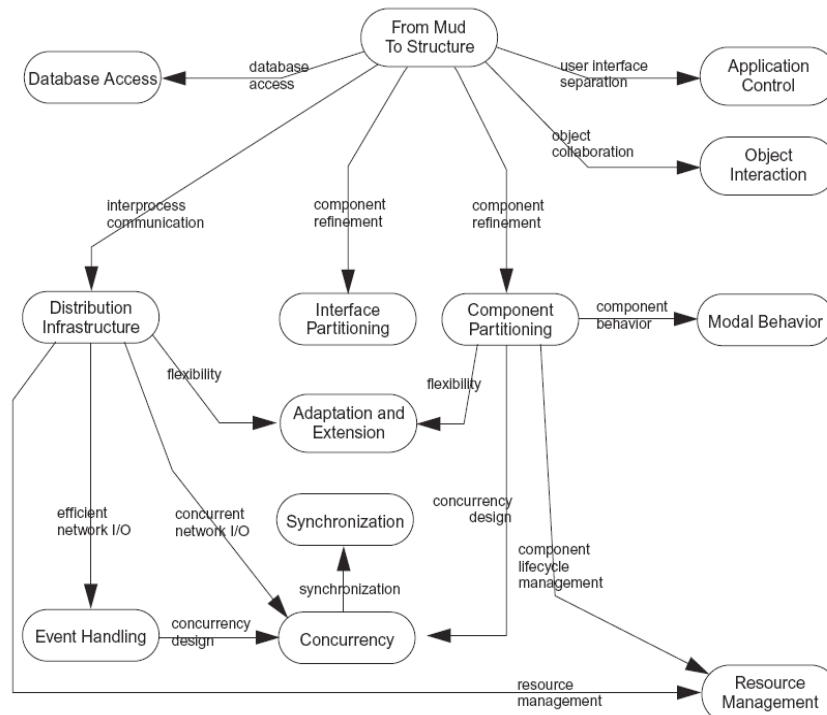 From Mud
To Structure
Database Access
database
access
user interface
separation
Application
Control
object
collaboration
Object
Interaction
interprocess
communication
component
refinement
component
refinement
Distribution
Infrastructure
Interface
Partitioning
Component
Partitioning
component
behavior
Modal Behavior
flexibility
Adaptation and
Extension
flexibility
efficient
network I/O
concurrent
network I/O
Synchronization
concurrency
design
synchronization
component
lifecycle
management
Event Handling
concurrency
design
Concurrency
resource
management
Resource
Management